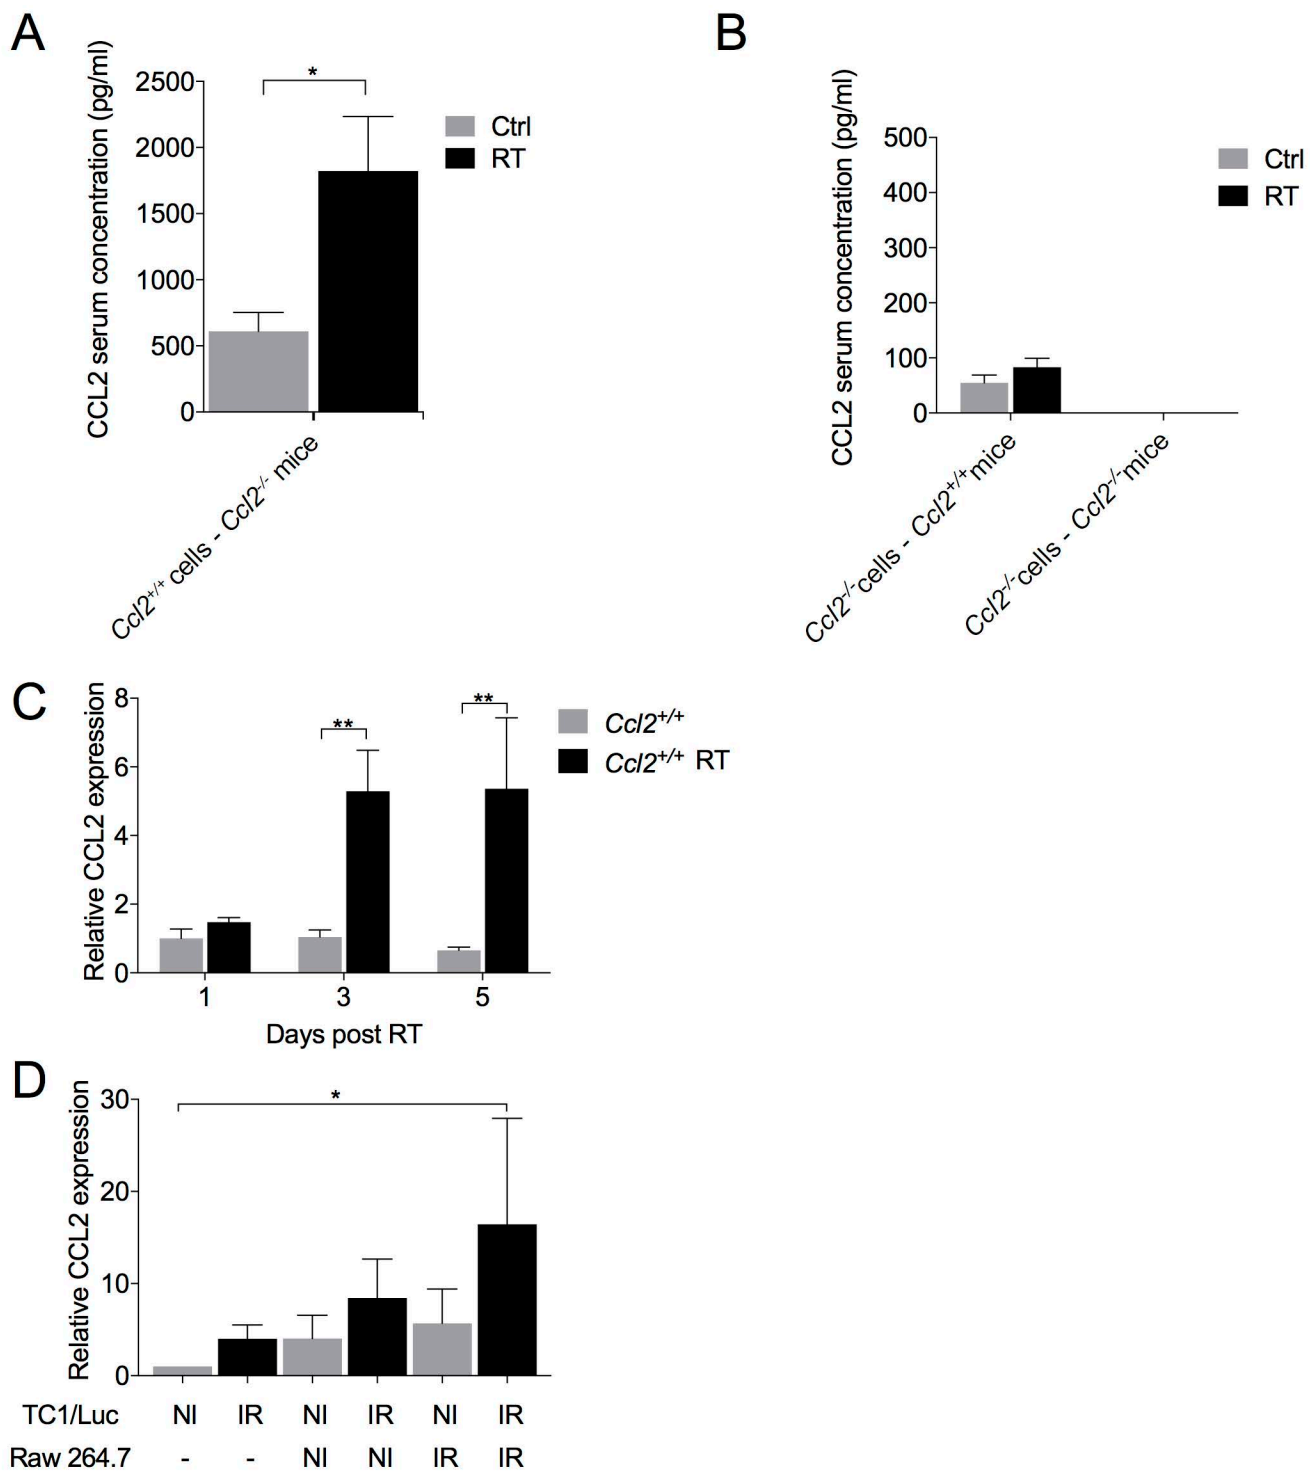 A
CCL2 serum concentration (pg/ml)
2500
2000
1500
1000
500
0
*
Ctrl
RT
Ccl2+/+ cells - Ccl2-/- mice
B
CCL2 serum concentration (pg/ml)
500
400
300
200
100
0
Ctrl
RT
Ccl2-/-cells - Ccl2+/+mice
Ccl2-/-cells - Ccl2-/-mice
C
Relative CCL2 expression
8
6
4
2
0
**
**
Ccl2+/+
Ccl2+/+ RT
1 3 5
Days post RT
D
Relative CCL2 expression
30
20
10
0
*
TC1/Luc NI IR NI IR NI IR
Raw 264.7 - - NI NI IR IR